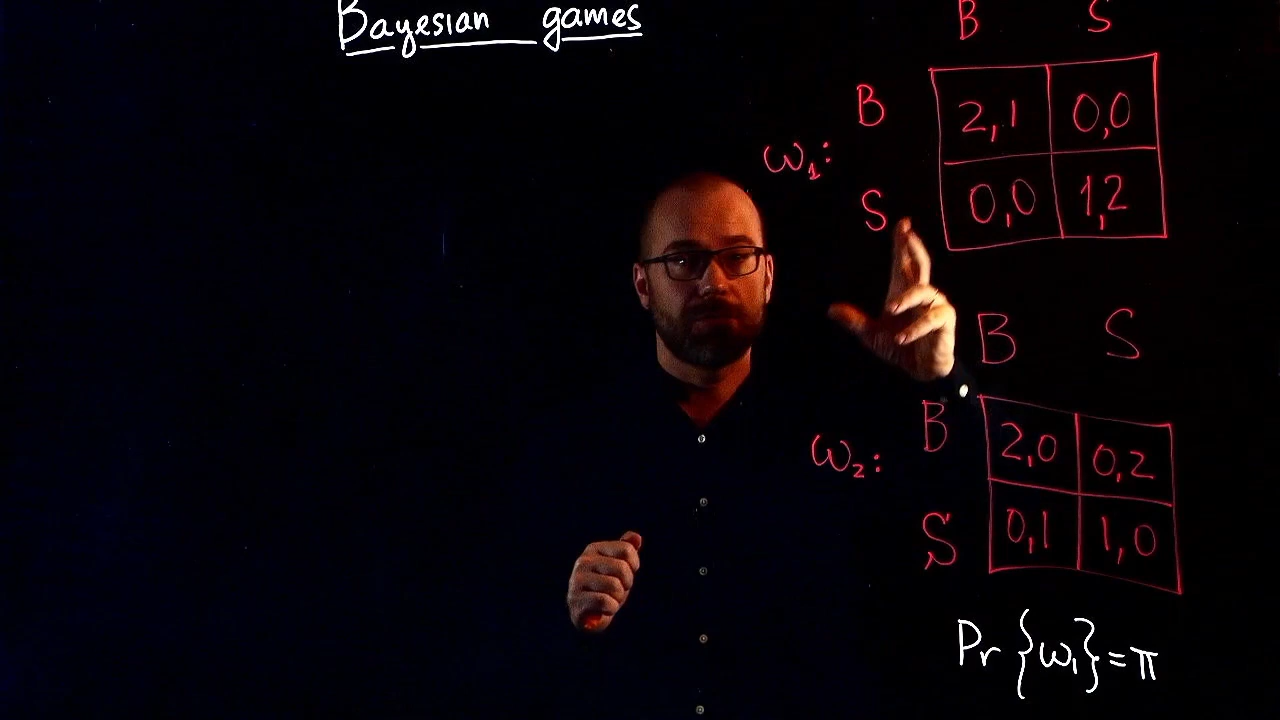 Bayesian games
B S
B 2,1 0,0
ω₁:
S 0,0 1,2
B S
B 2,0 0,2
ω₂:
S 0,1 1,0
Pr {ω₁} = π